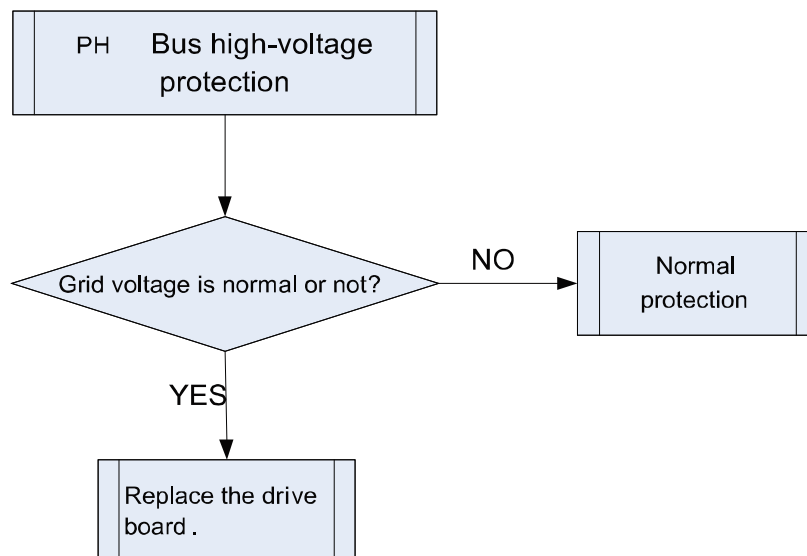 PH Bus high-voltage
protection
Grid voltage is normal or not?
NO
Normal
protection
YES
Replace the drive
board .